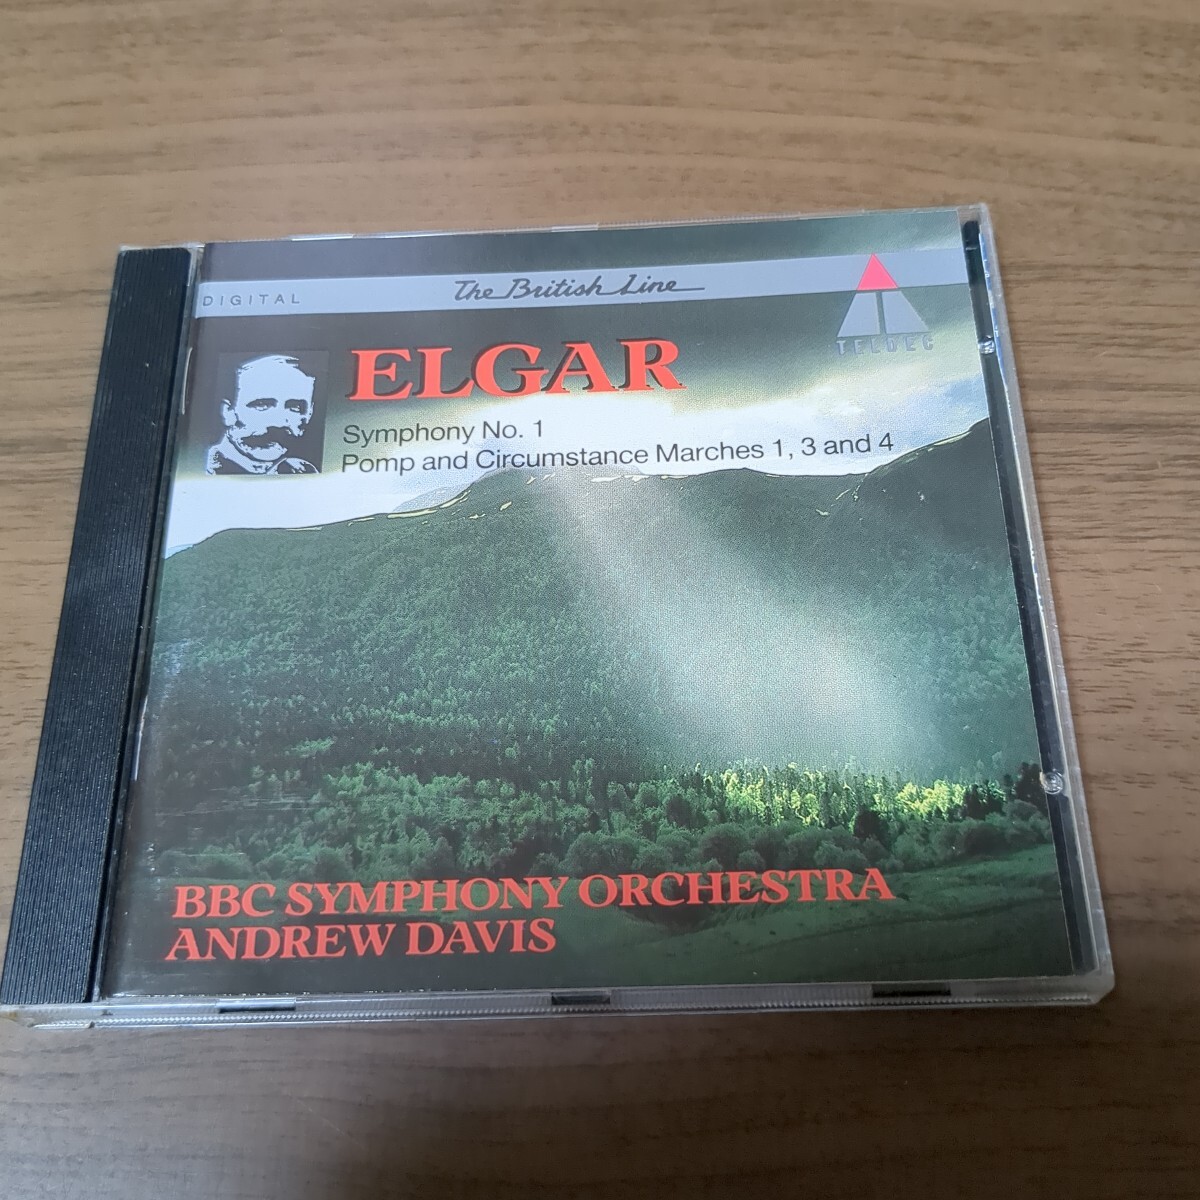 DIGITAL
The British Line
TELDEC
ELGAR
Symphony No. 1
Pomp and Circumstance Marches 1, 3 and 4
BBC SYMPHONY ORCHESTRA
ANDREW DAVIS